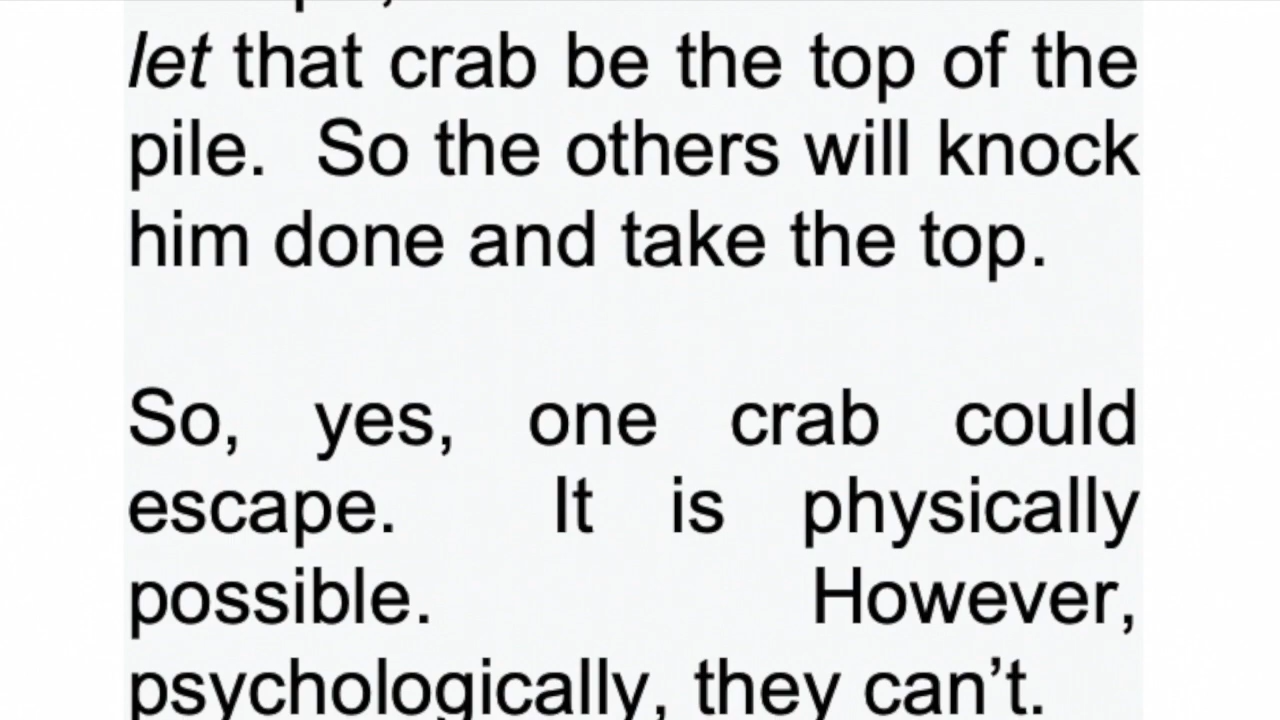 let that crab be the top of the
pile.  So the others will knock
him done and take the top.
So, yes, one crab could
escape.  It is physically
possible.  However,
psychologically, they can’t.